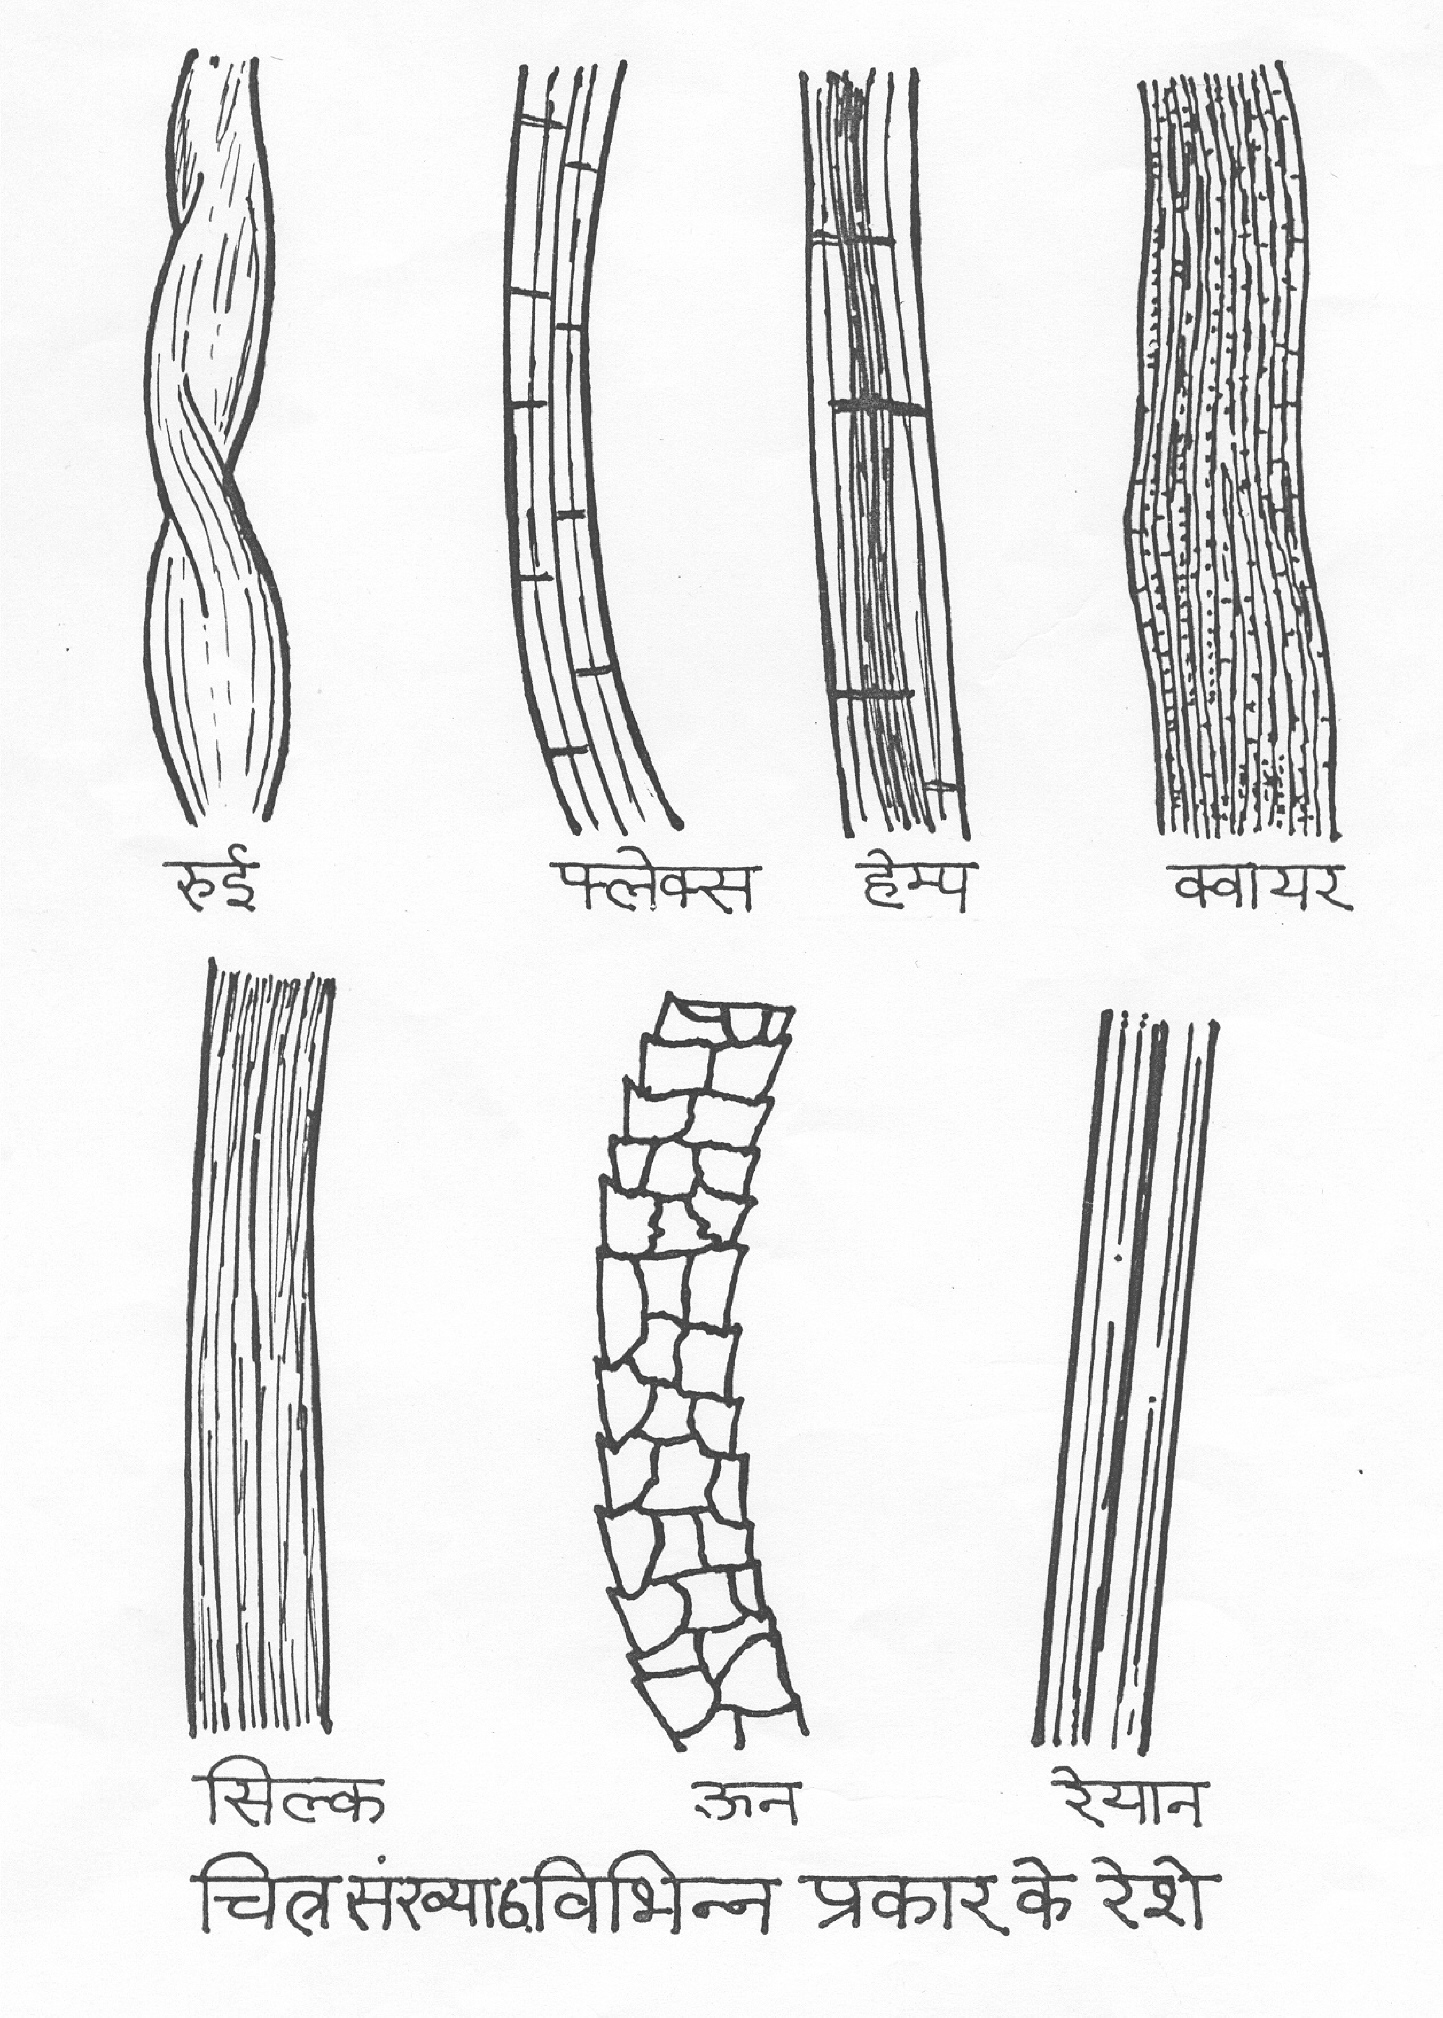 रुई फ्लेक्स हेम्प क्वायर
सिल्क ऊन रेयान
चित्र संख्या 6 विभिन्न प्रकार के रेशे